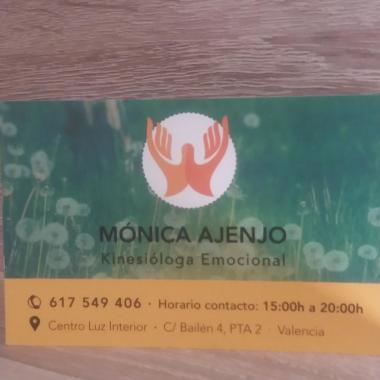 MÓNICA AJENJO
Kinesióloga Emocional
617 549 406 · Horario contacto: 15:00h a 20:00h
Centro Luz Interior · C/ Bailén 4, PTA 2 · Valencia